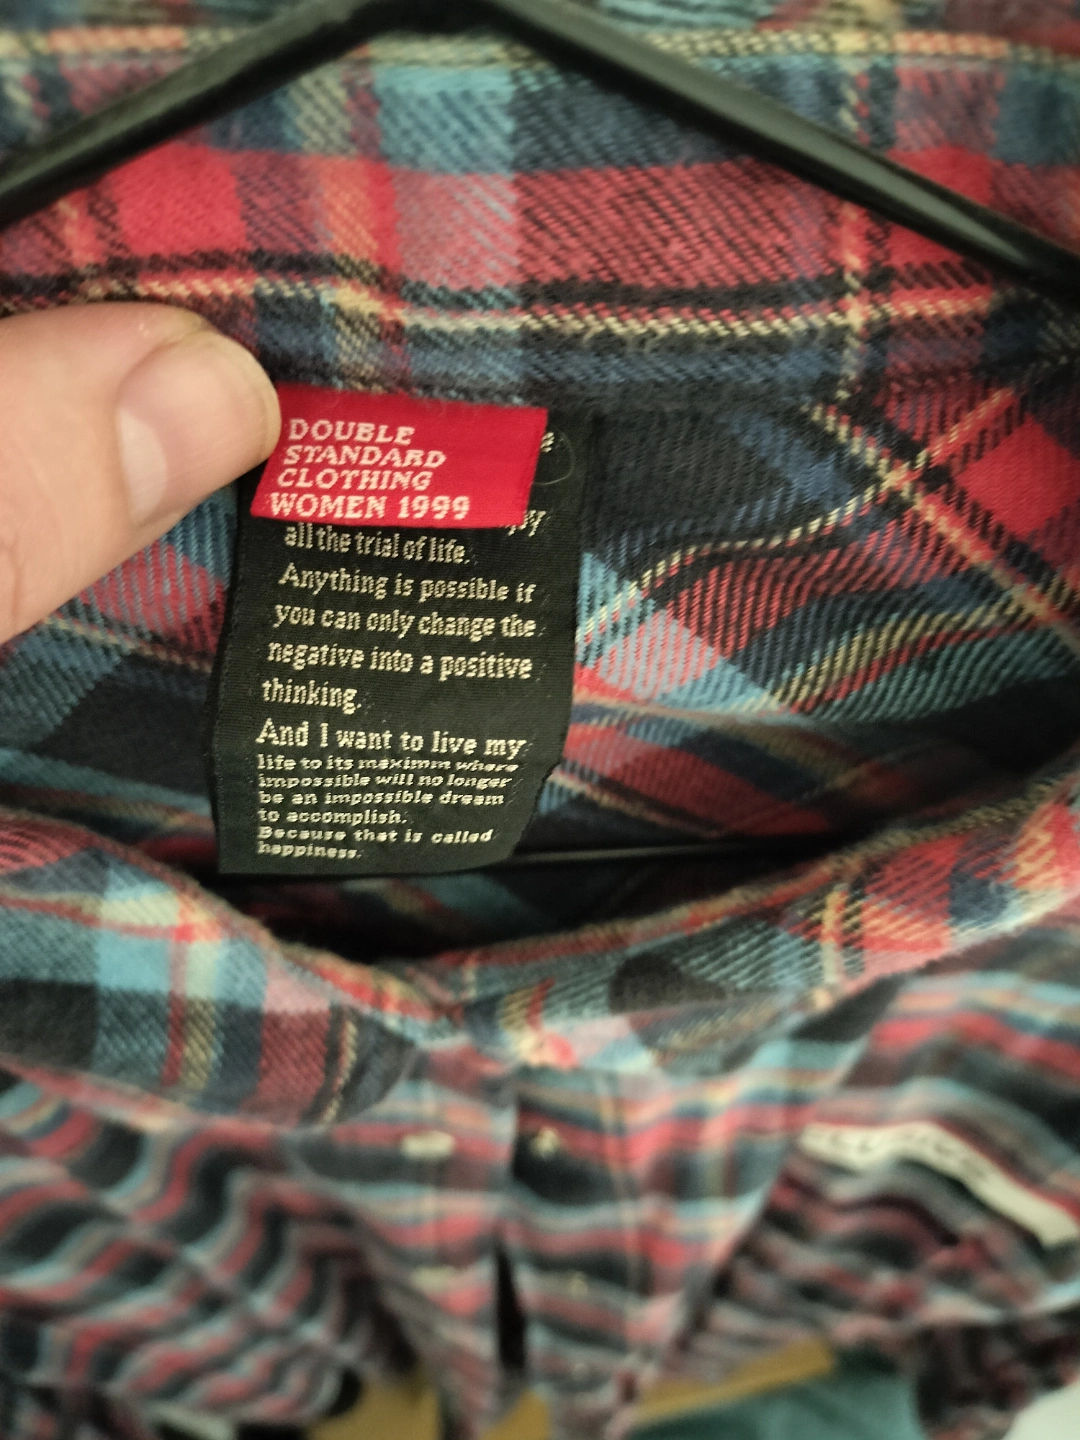 DOUBLE
STANDARD
CLOTHING
WOMEN 1999
all the trial of life.
Anything is possible if
you can only change the
negative into a positive
thinking.
And I want to live my
life to its maximm where
impossible will no longer
be an impossible dream
to accomplish.
Because that is called
happiness.